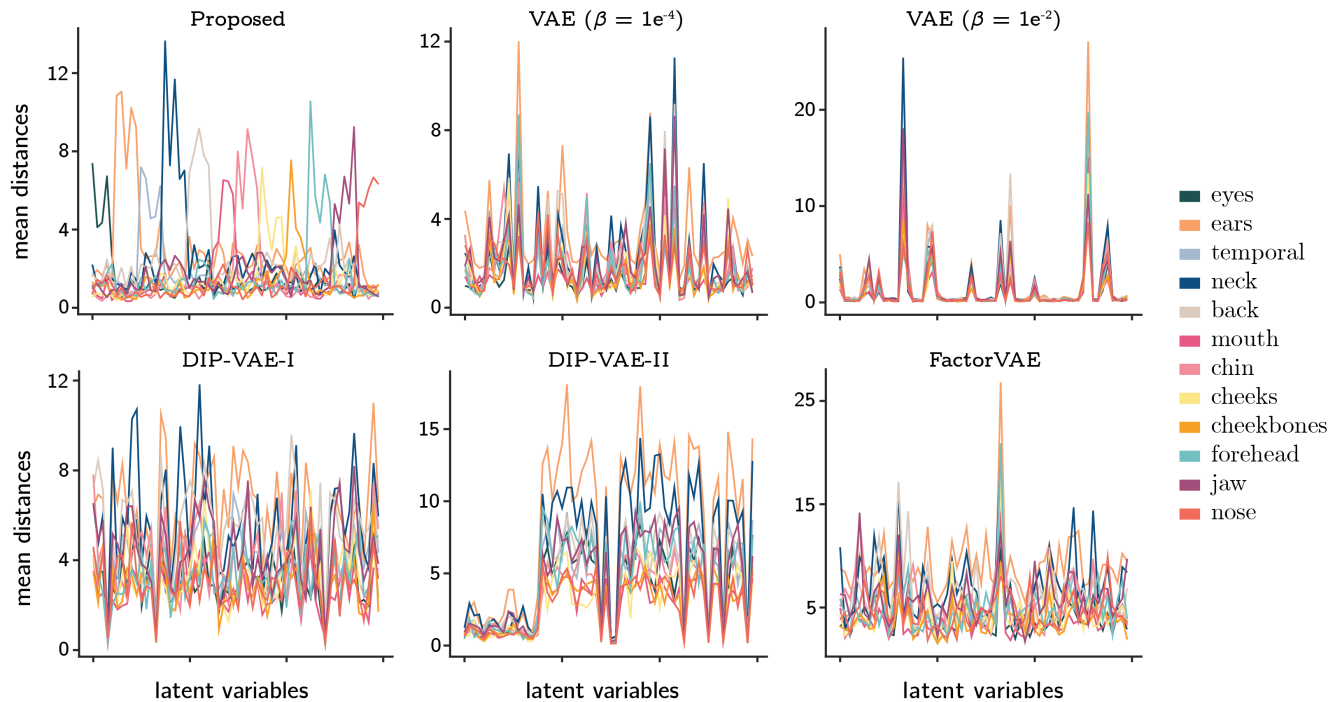 Proposed
VAE (β = 1e⁻⁴)
VAE (β = 1e⁻²)
mean distances
12
8
4
0
12
8
4
0
20
10
0
eyes
ears
temporal
neck
back
mouth
chin
cheeks
cheekbones
forehead
jaw
nose
DIP-VAE-I
DIP-VAE-II
FactorVAE
mean distances
12
8
4
0
15
10
5
0
25
15
5
latent variables
latent variables
latent variables